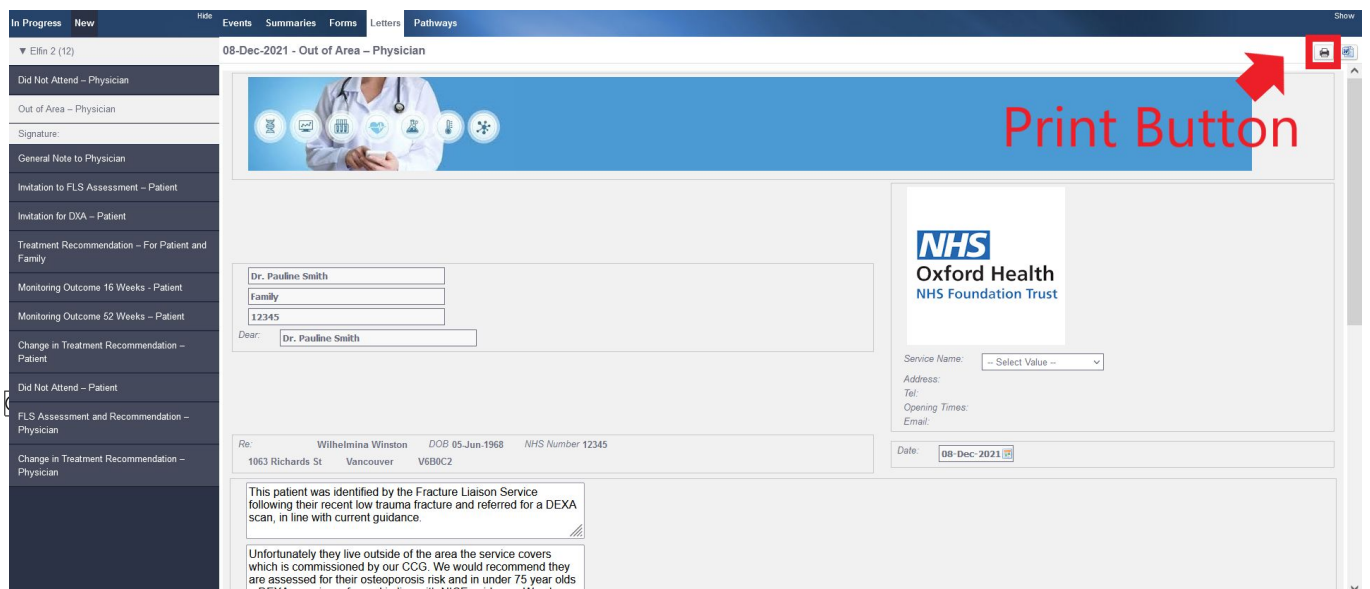 In Progress New Hide Events Summaries Forms Letters Pathways Show
▼ Elfin 2 (12)
Did Not Attend – Physician
Out of Area – Physician
Signature:
General Note to Physician
Invitation to FLS Assessment – Patient
Invitation for DXA – Patient
Treatment Recommendation – For Patient and
Family
Monitoring Outcome 16 Weeks - Patient
Monitoring Outcome 52 Weeks – Patient
Change in Treatment Recommendation –
Patient
Did Not Attend – Patient
FLS Assessment and Recommendation –
Physician
Change in Treatment Recommendation –
Physician
08-Dec-2021 - Out of Area – Physician
Print Button
NHS
Oxford Health
NHS Foundation Trust
Dr. Pauline Smith
Family
12345
Dear: Dr. Pauline Smith
Service Name: -- Select Value --
Address:
Tel:
Opening Times:
Email:
Re: Wilhelmina Winston DOB 05-Jun-1968 NHS Number 12345
1063 Richards St Vancouver V6B0C2
Date: 08-Dec-2021
This patient was identified by the Fracture Liaison Service
following their recent low trauma fracture and referred for a DEXA
scan, in line with current guidance.
Unfortunately they live outside of the area the service covers
which is commissioned by our CCG. We would recommend they
are assessed for their osteoporosis risk and in under 75 year olds